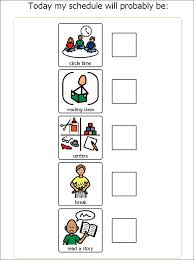 Today my schedule will probably be:
circle time
reading class
centers
break
read a story